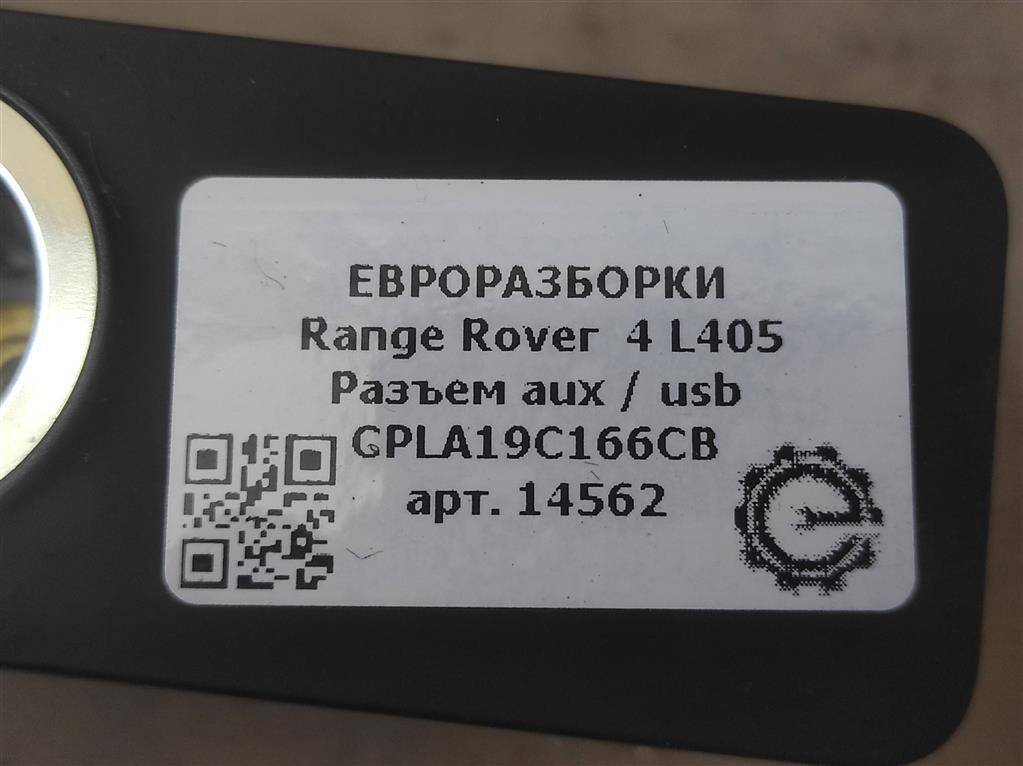 ЕВРОРАЗБОРКИ
Range Rover 4 L405
Разъем aux / usb
GPLA19C166CB
арт. 14562